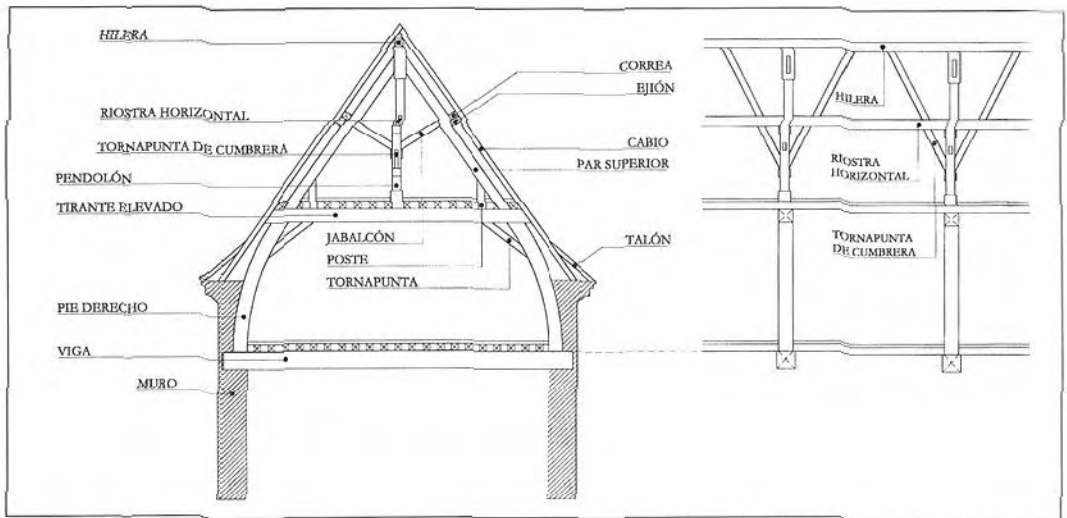 HILERA
RIOSTRA HORIZONTAL
TORNAPUNTA DE CUMBRERA
PENDOLÓN
TIRANTE ELEVADO
PIE DERECHO
VIGA
MURO
JABALCÓN
POSTE
TORNAPUNTA
CORREA
EJIÓN
CABIO
PAR SUPERIOR
TALÓN
HILERA
RIOSTRA
HORIZONTAL
TORNAPUNTA
DE CUMBRERA